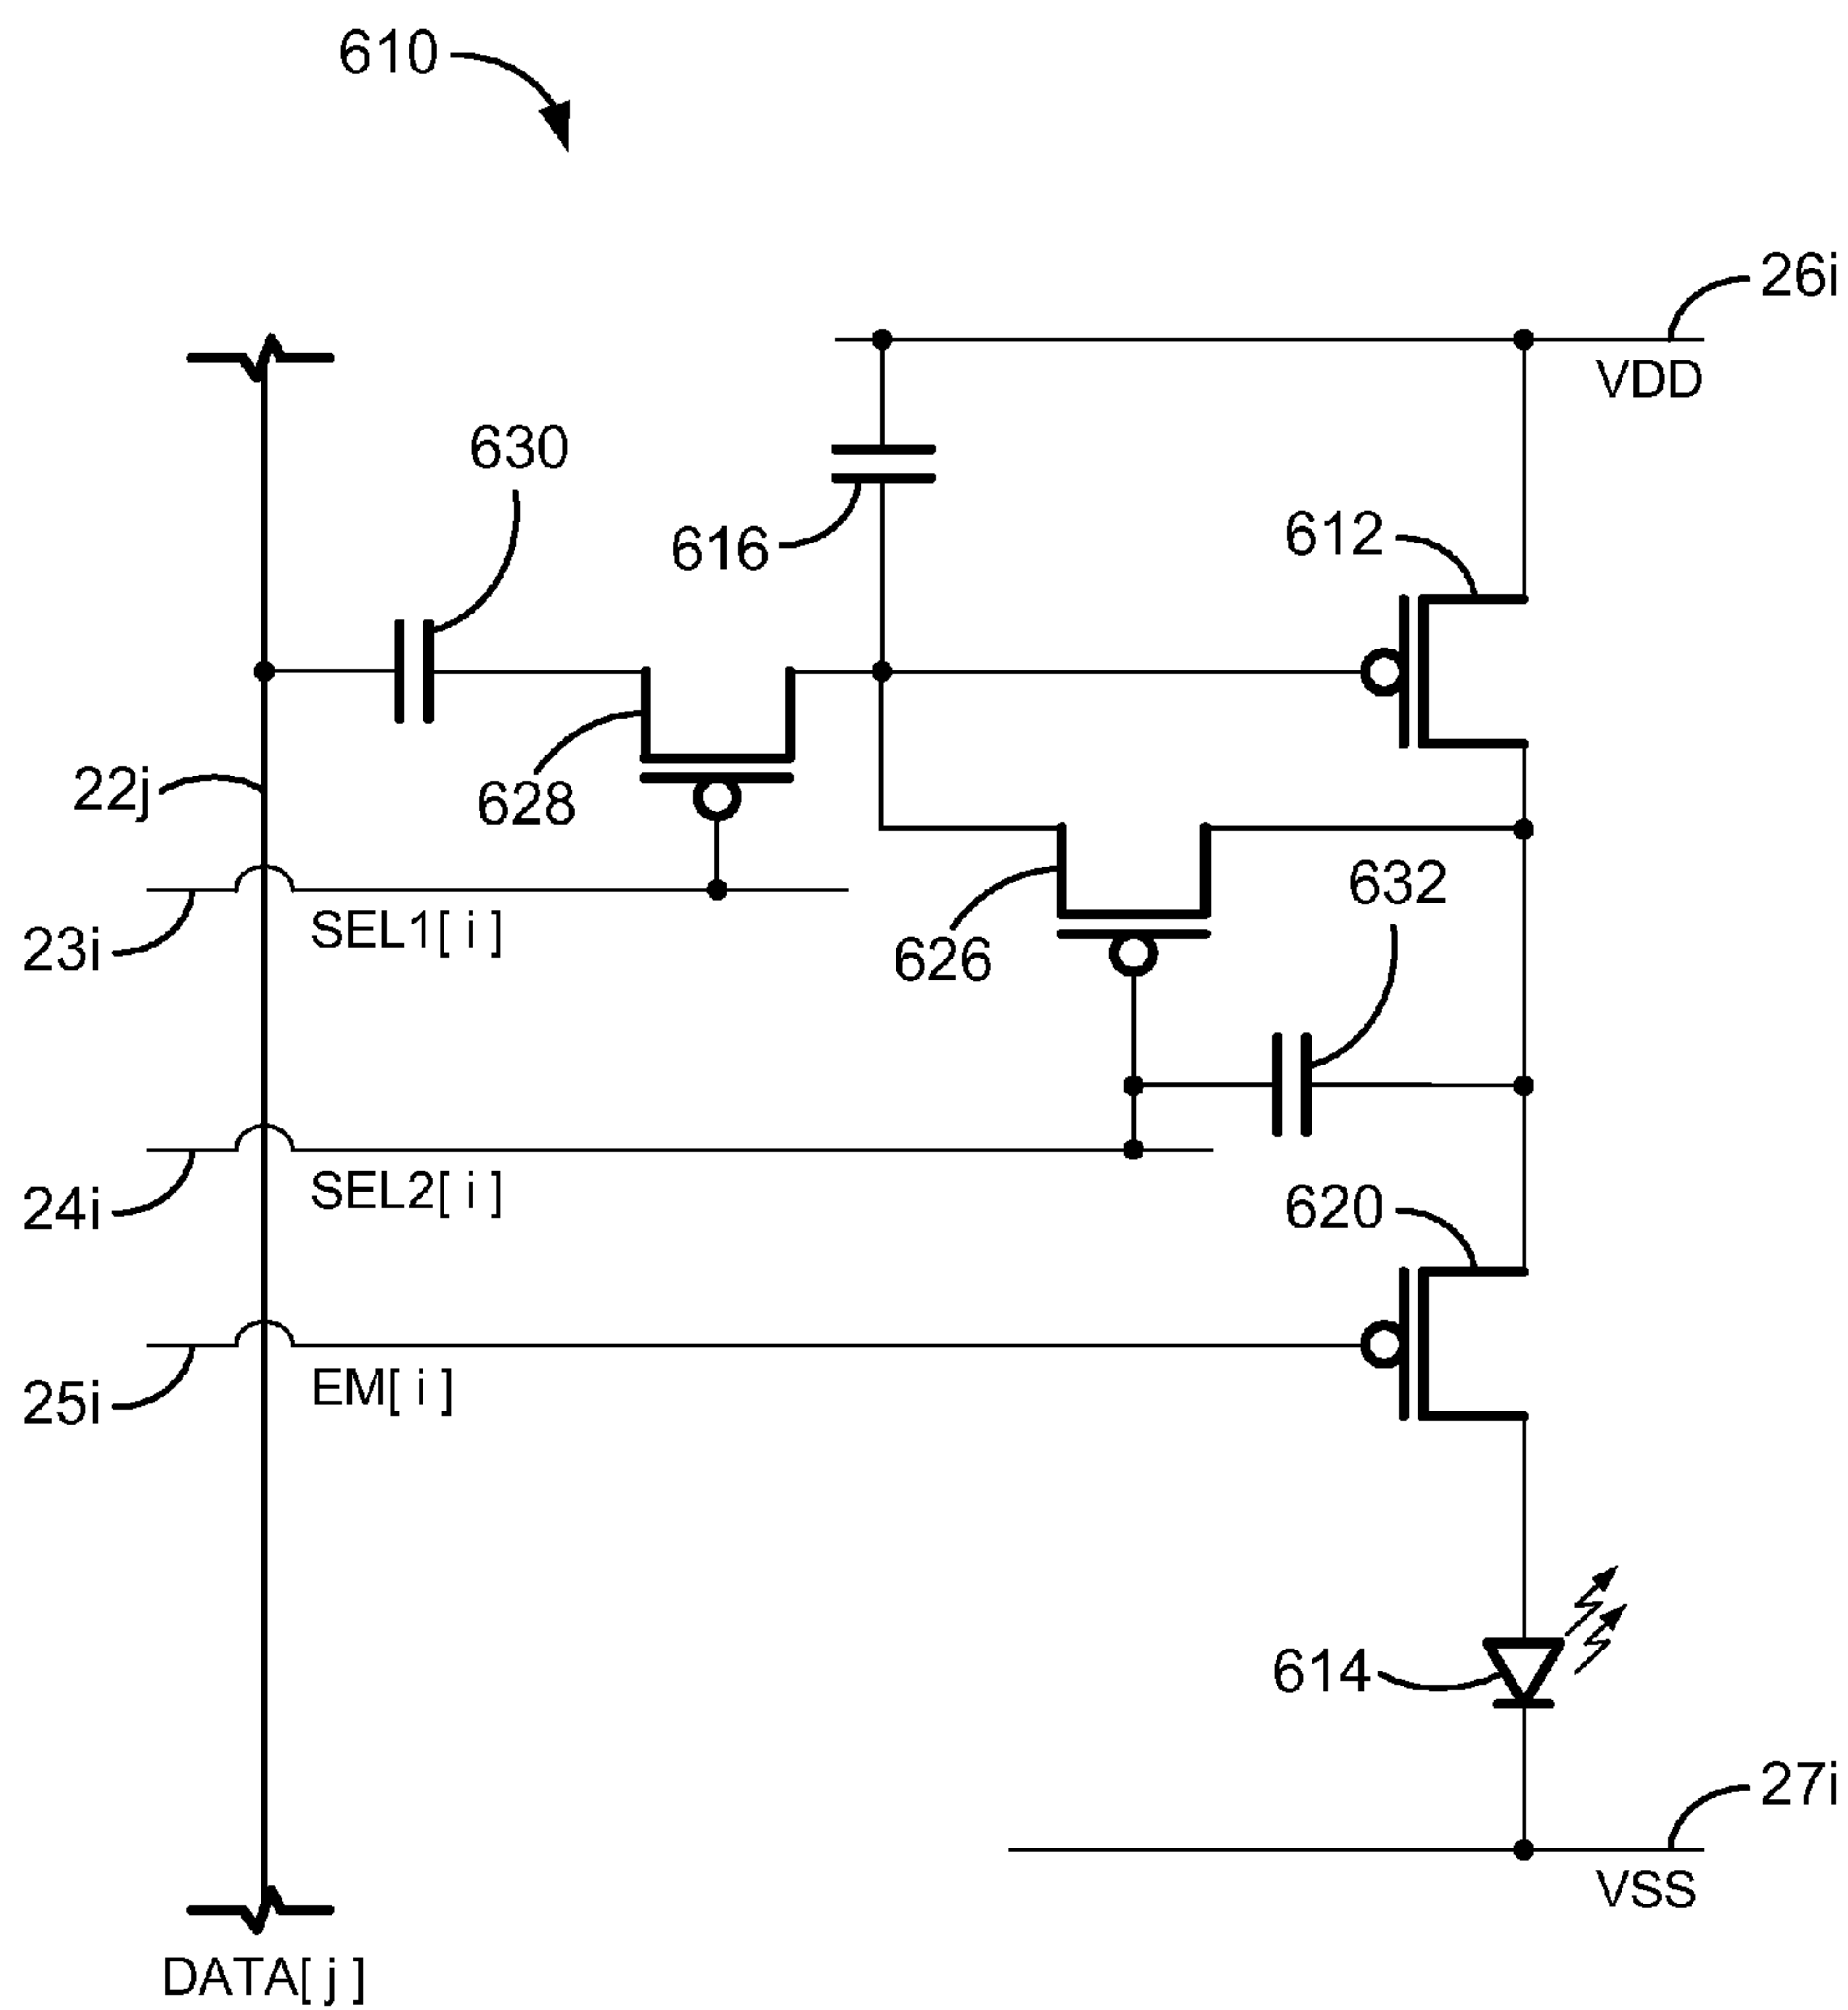 610
26i
VDD
630
616
612
22j
628
632
23i
SEL1[ i ]
626
24i
SEL2[ i ]
620
25i
EM[ i ]
614
27i
VSS
DATA[ j ]